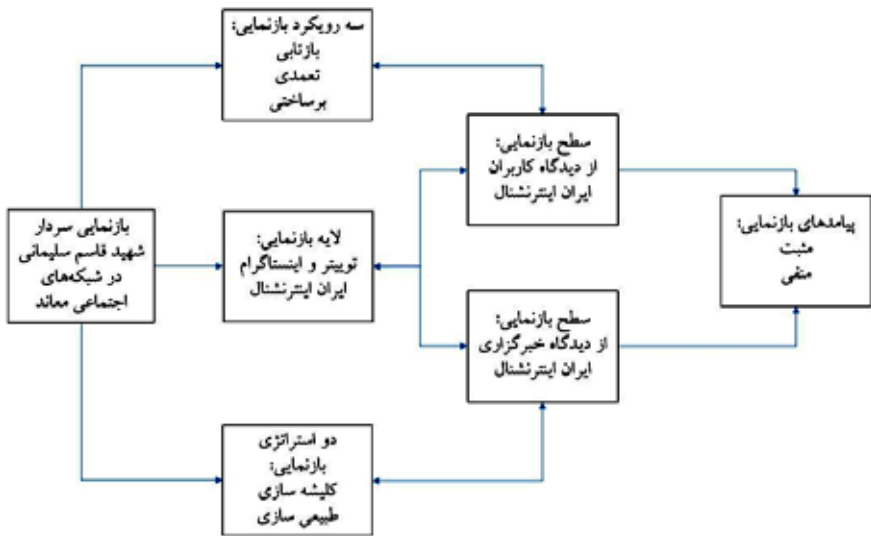 سه رویکرد بازنمایی:
بازتابی
تعمدی
برساختی
سطح بازنمایی:
از دیدگاه کاربران
ایران اینترنشنال
بازنمایی سردار
شهید قاسم سلیمانی
در شبکه‌های
اجتماعی معاند
لایه بازنمایی:
توییتر و اینستاگرام
ایران اینترنشنال
پیامدهای بازنمایی:
مثبت
منفی
سطح بازنمایی:
از دیدگاه خبرگزاری
ایران اینترنشنال
دو استراتژی
بازنمایی:
کلیشه سازی
طبیعی سازی